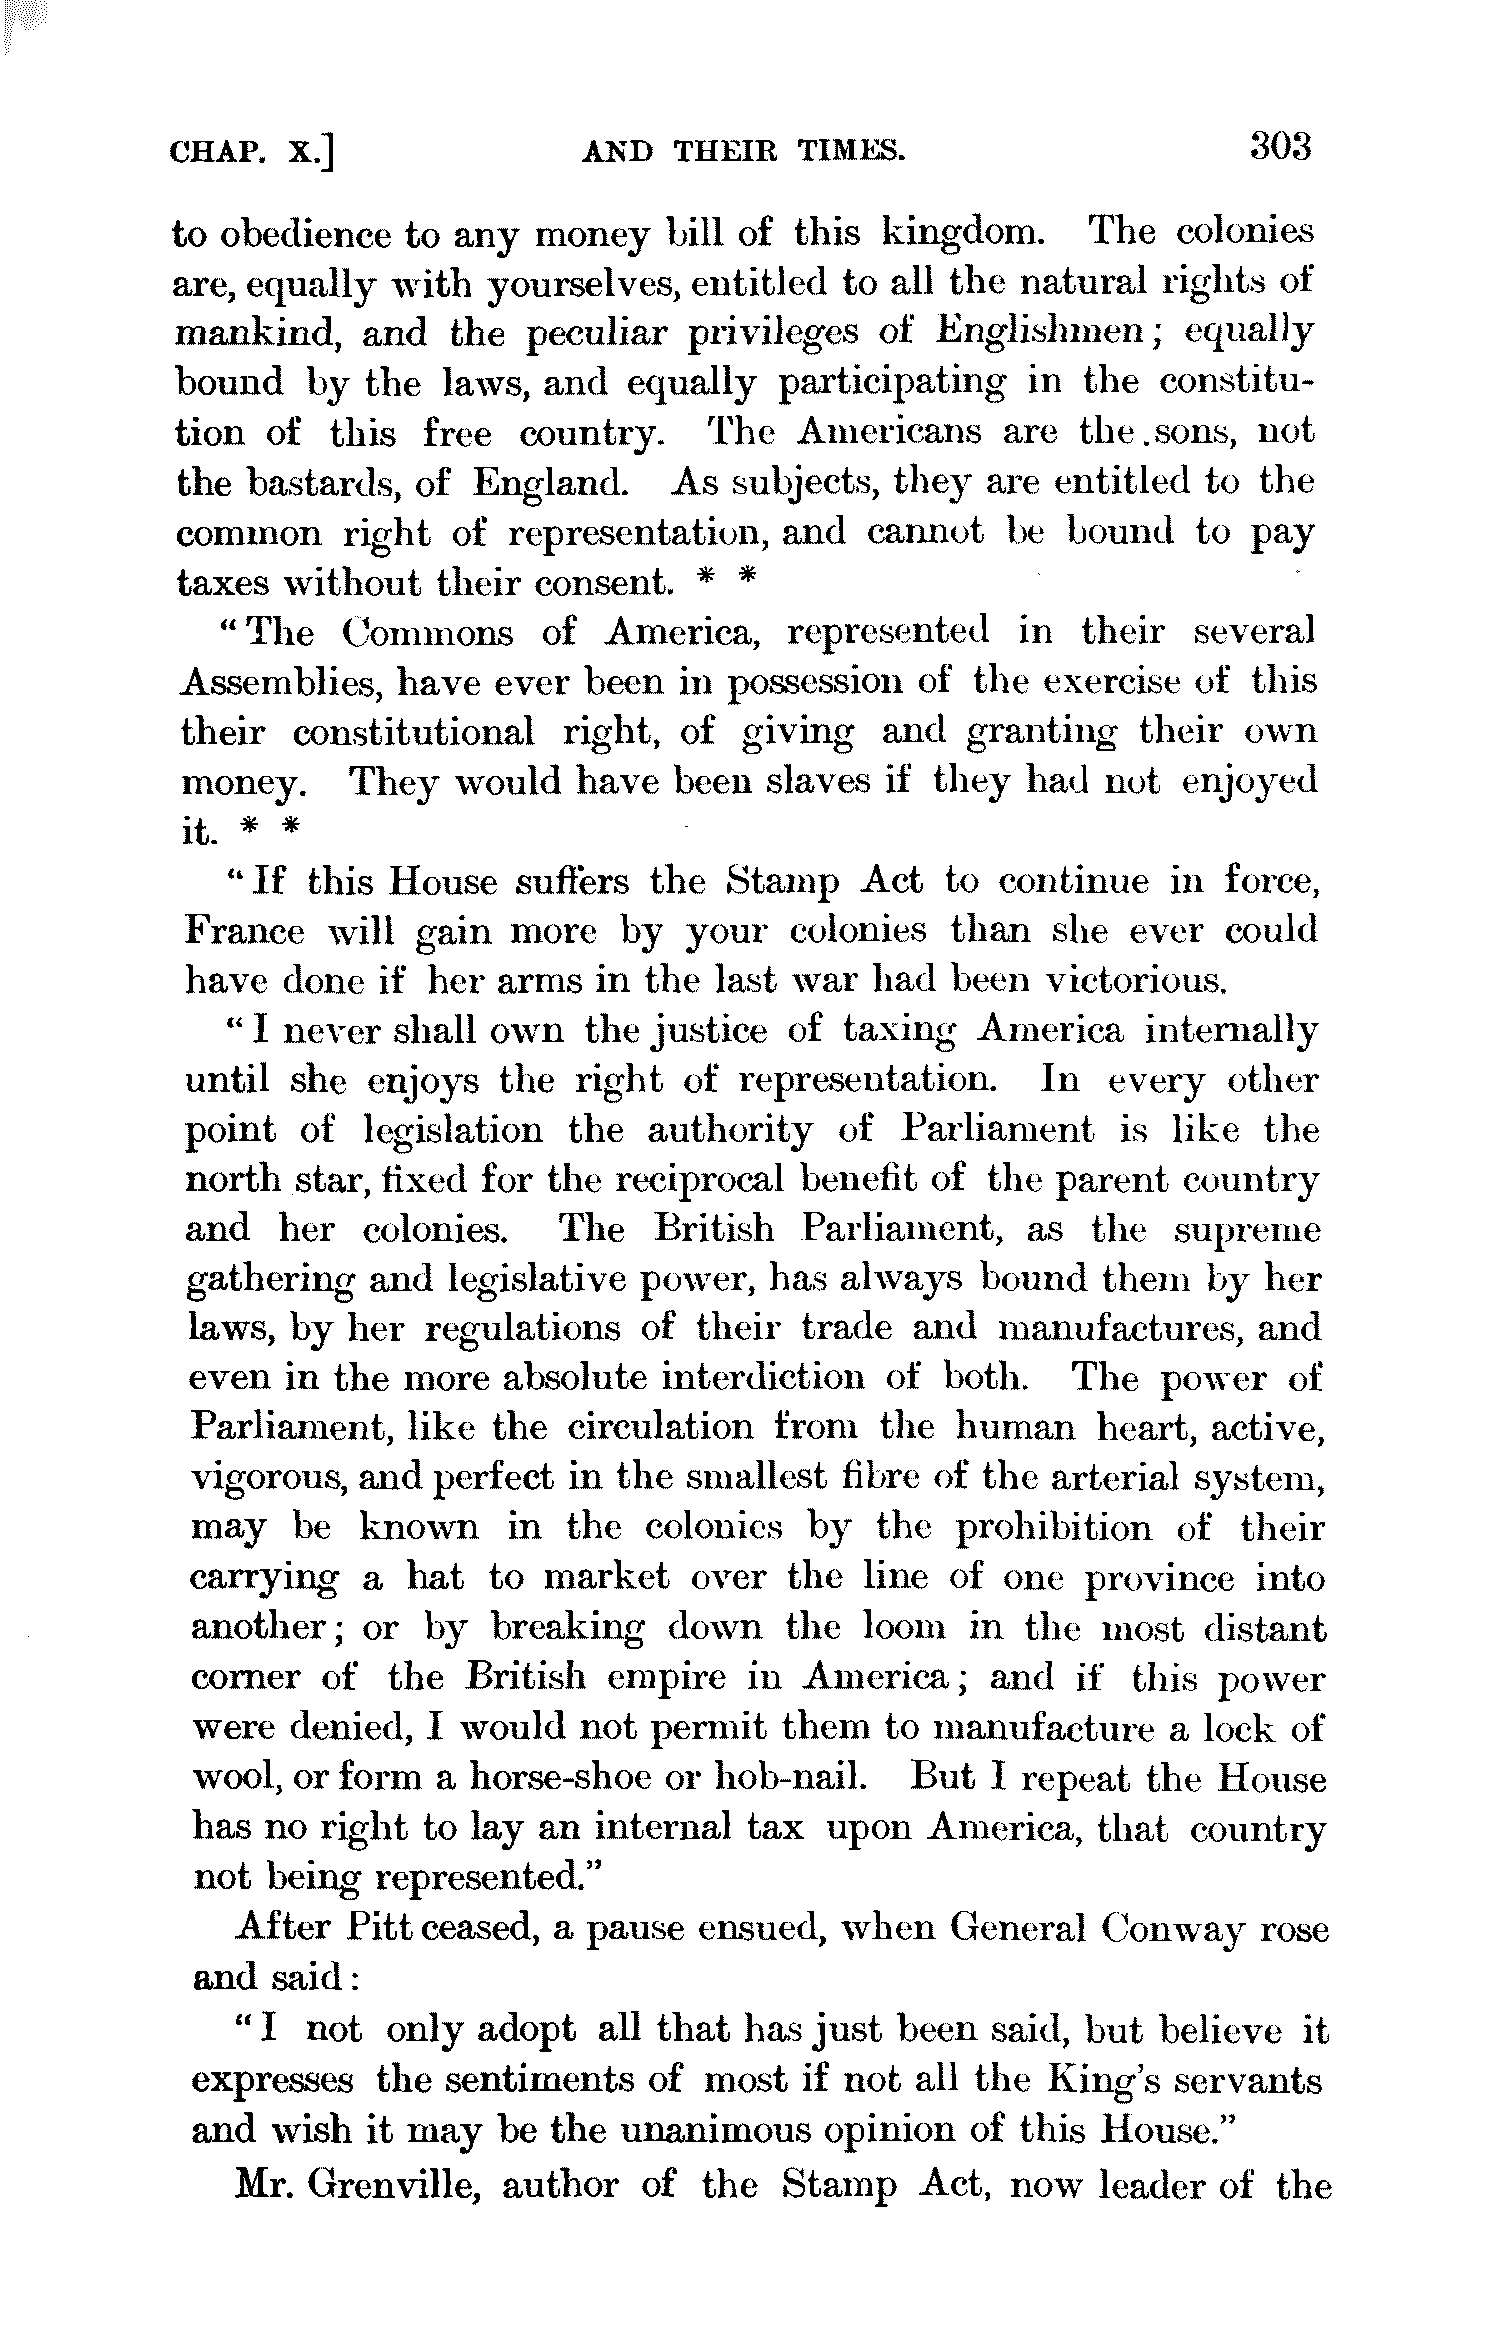 CHAP. X.] AND THEIR TIMES. 303
to obedience to any money bill of this kingdom. The colonies
are, equally with yourselves, entitled to all the natural rights of
mankind, and the peculiar privileges of Englishmen; equally
bound by the laws, and equally participating in the constitu-
tion of this free country. The Americans are the sons, not
the bastards, of England. As subjects, they are entitled to the
common right of representation, and cannot be bound to pay
taxes without their consent. * *
"The Commons of America, represented in their several
Assemblies, have ever been in possession of the exercise of this
their constitutional right, of giving and granting their own
money. They would have been slaves if they had not enjoyed
it. * *
"If this House suffers the Stamp Act to continue in force,
France will gain more by your colonies than she ever could
have done if her arms in the last war had been victorious.
"I never shall own the justice of taxing America internally
until she enjoys the right of representation. In every other
point of legislation the authority of Parliament is like the
north star, fixed for the reciprocal benefit of the parent country
and her colonies. The British Parliament, as the supreme
gathering and legislative power, has always bound them by her
laws, by her regulations of their trade and manufactures, and
even in the more absolute interdiction of both. The power of
Parliament, like the circulation from the human heart, active,
vigorous, and perfect in the smallest fibre of the arterial system,
may be known in the colonies by the prohibition of their
carrying a hat to market over the line of one province into
another; or by breaking down the loom in the most distant
corner of the British empire in America; and if this power
were denied, I would not permit them to manufacture a lock of
wool, or form a horse-shoe or hob-nail. But I repeat the House
has no right to lay an internal tax upon America, that country
not being represented."
After Pitt ceased, a pause ensued, when General Conway rose
and said:
"I not only adopt all that has just been said, but believe it
expresses the sentiments of most if not all the King's servants
and wish it may be the unanimous opinion of this House."
Mr. Grenville, author of the Stamp Act, now leader of the